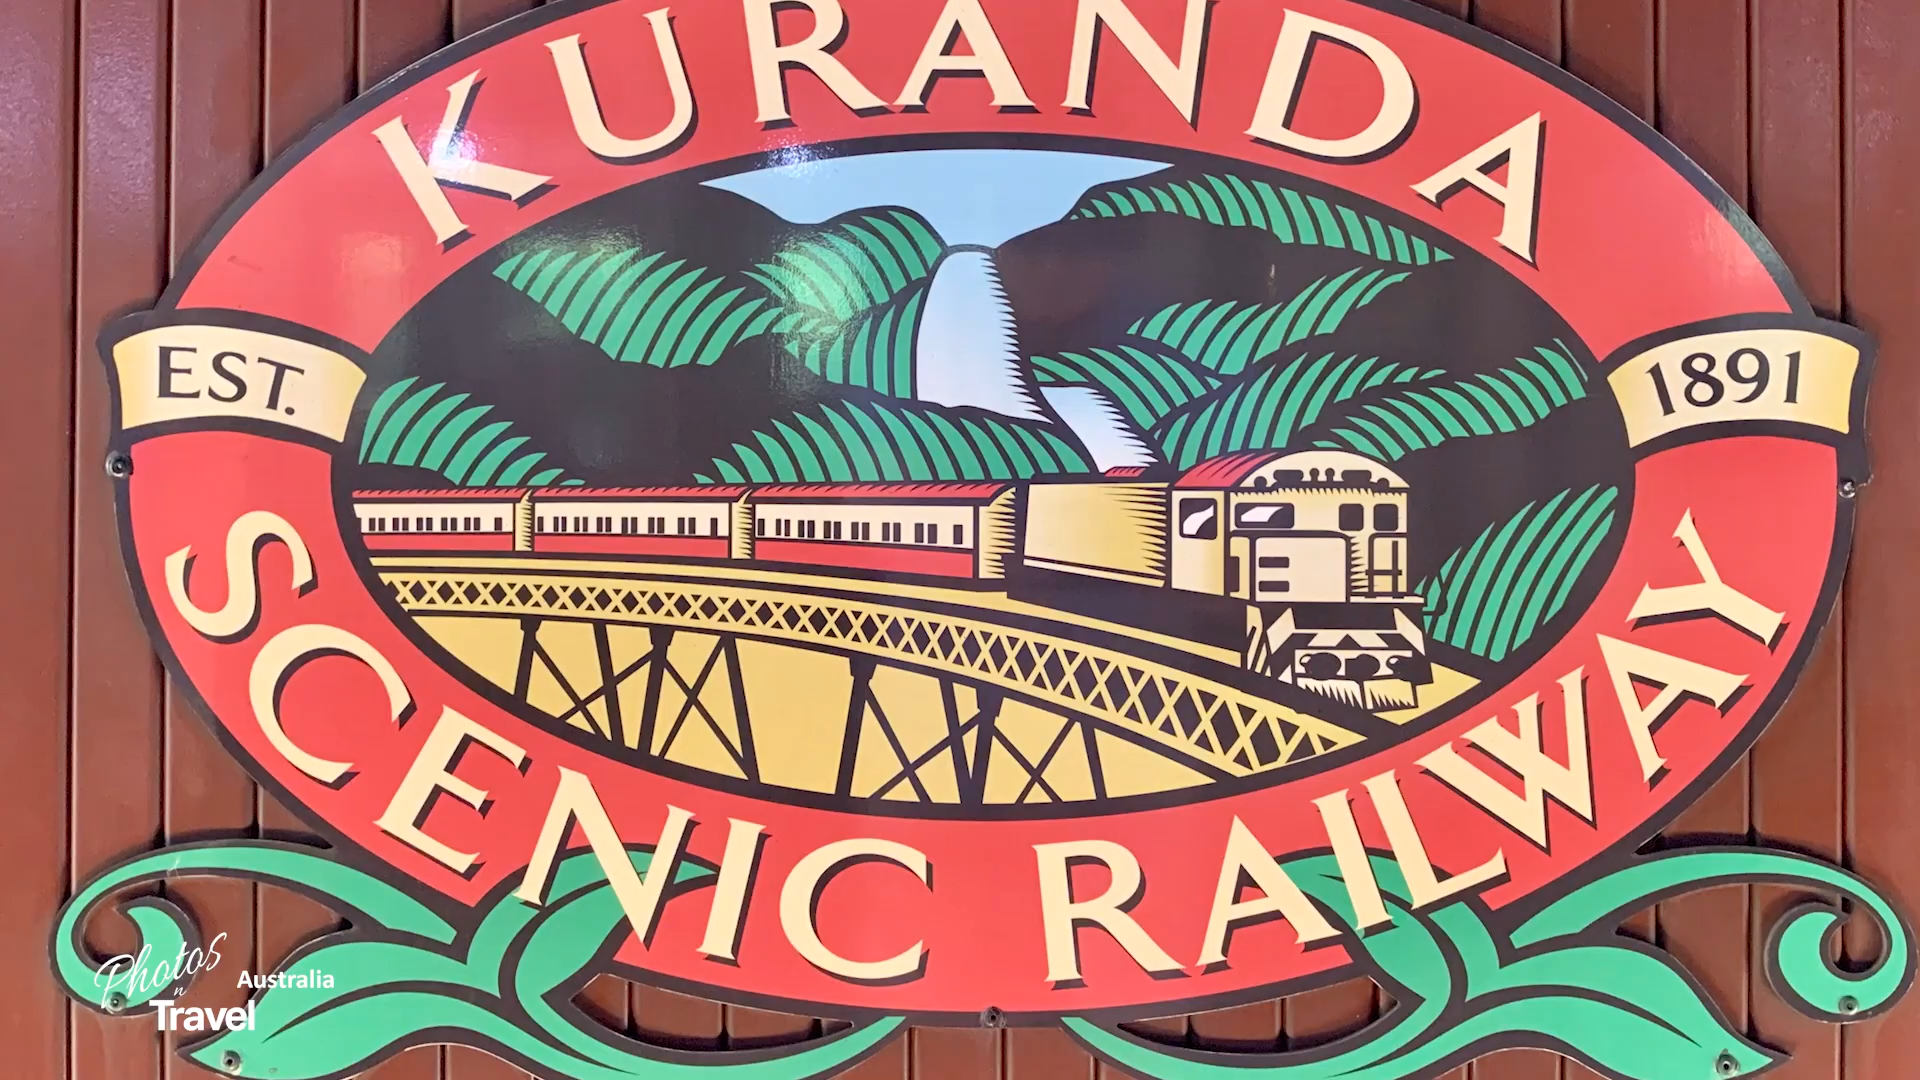 KURANDA
EST. 1891
SCENIC RAILWAY
Photos
n
Travel
Australia